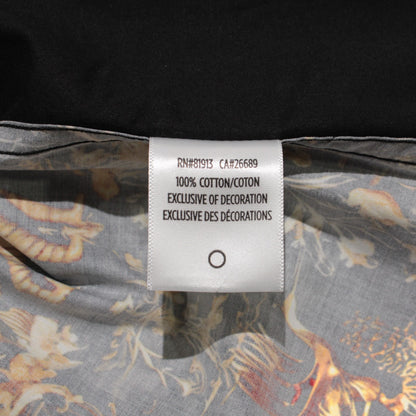 RN#81913 CA#26689
100% COTTON/COTON
EXCLUSIVE OF DECORATION
EXCLUSIVE DES DÉCORATIONS